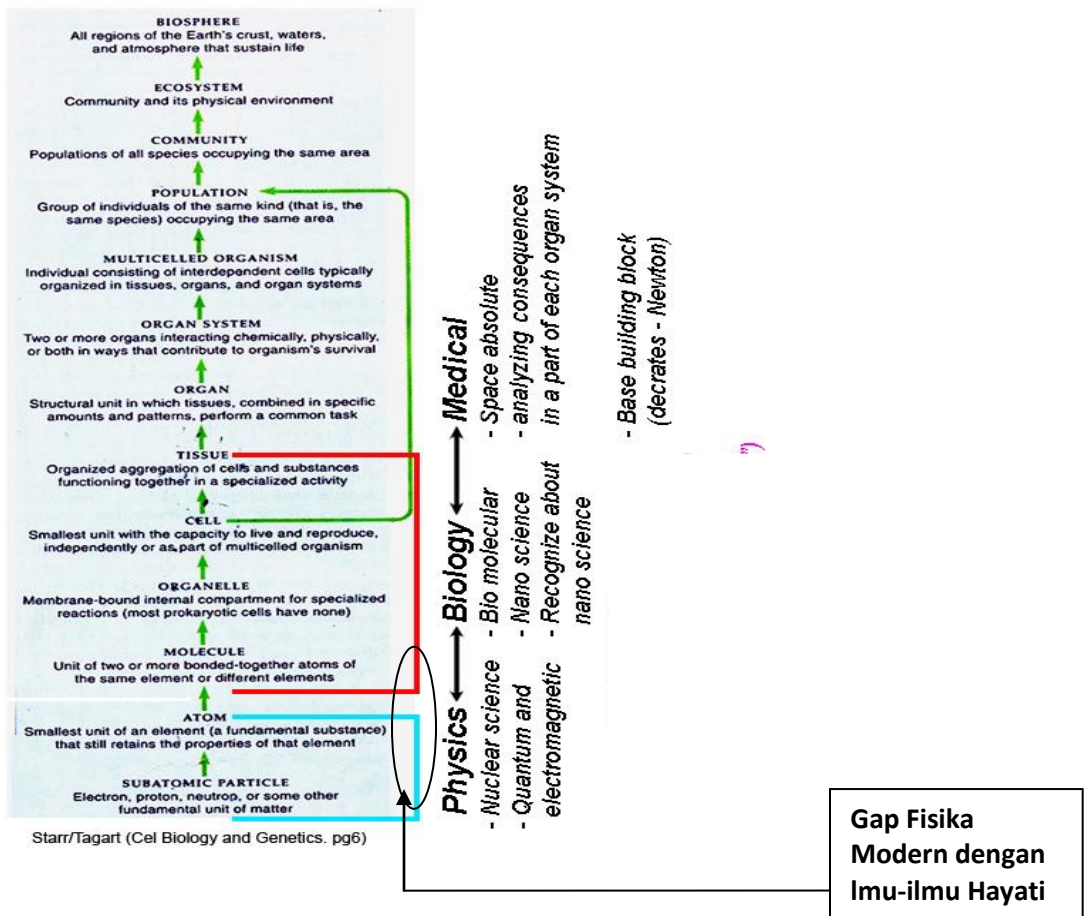 BIOSPHERE
All regions of the Earth's crust, waters,
and atmosphere that sustain life
ECOSYSTEM
Community and its physical environment
COMMUNITY
Populations of all species occupying the same area
POPULATION
Group of individuals of the same kind (that is, the
same species) occupying the same area
MULTICELLED ORGANISM
Individual consisting of interdependent cells typically
organized in tissues, organs, and organ systems
ORGAN SYSTEM
Two or more organs interacting chemically, physically,
or both in ways that contribute to organism's survival
ORGAN
Structural unit in which tissues, combined in specific
amounts and patterns, perform a common task
TISSUE
Organized aggregation of cells and substances
functioning together in a specialized activity
CELL
Smallest unit with the capacity to live and reproduce,
independently or as part of multicelled organism
ORGANELLE
Membrane-bound internal compartment for specialized
reactions (most prokaryotic cells have none)
MOLECULE
Unit of two or more bonded-together atoms of
the same element or different elements
ATOM
Smallest unit of an element (a fundamental substance)
that still retains the properties of that element
SUBATOMIC PARTICLE
Electron, proton, neutron, or some other
fundamental unit of matter
Starr/Tagart (Cel Biology and Genetics. pg6)
Physics
- Nuclear science
- Quantum and
electromagnetic
Biology
- Bio molecular
- Nano science
- Recognize about
nano science
Medical
- Space absolute
- analyzing consequences
in a part of each organ system
- Base building block
(decrates - Newton)
")
Gap Fisika
Modern dengan
lmu-ilmu Hayati